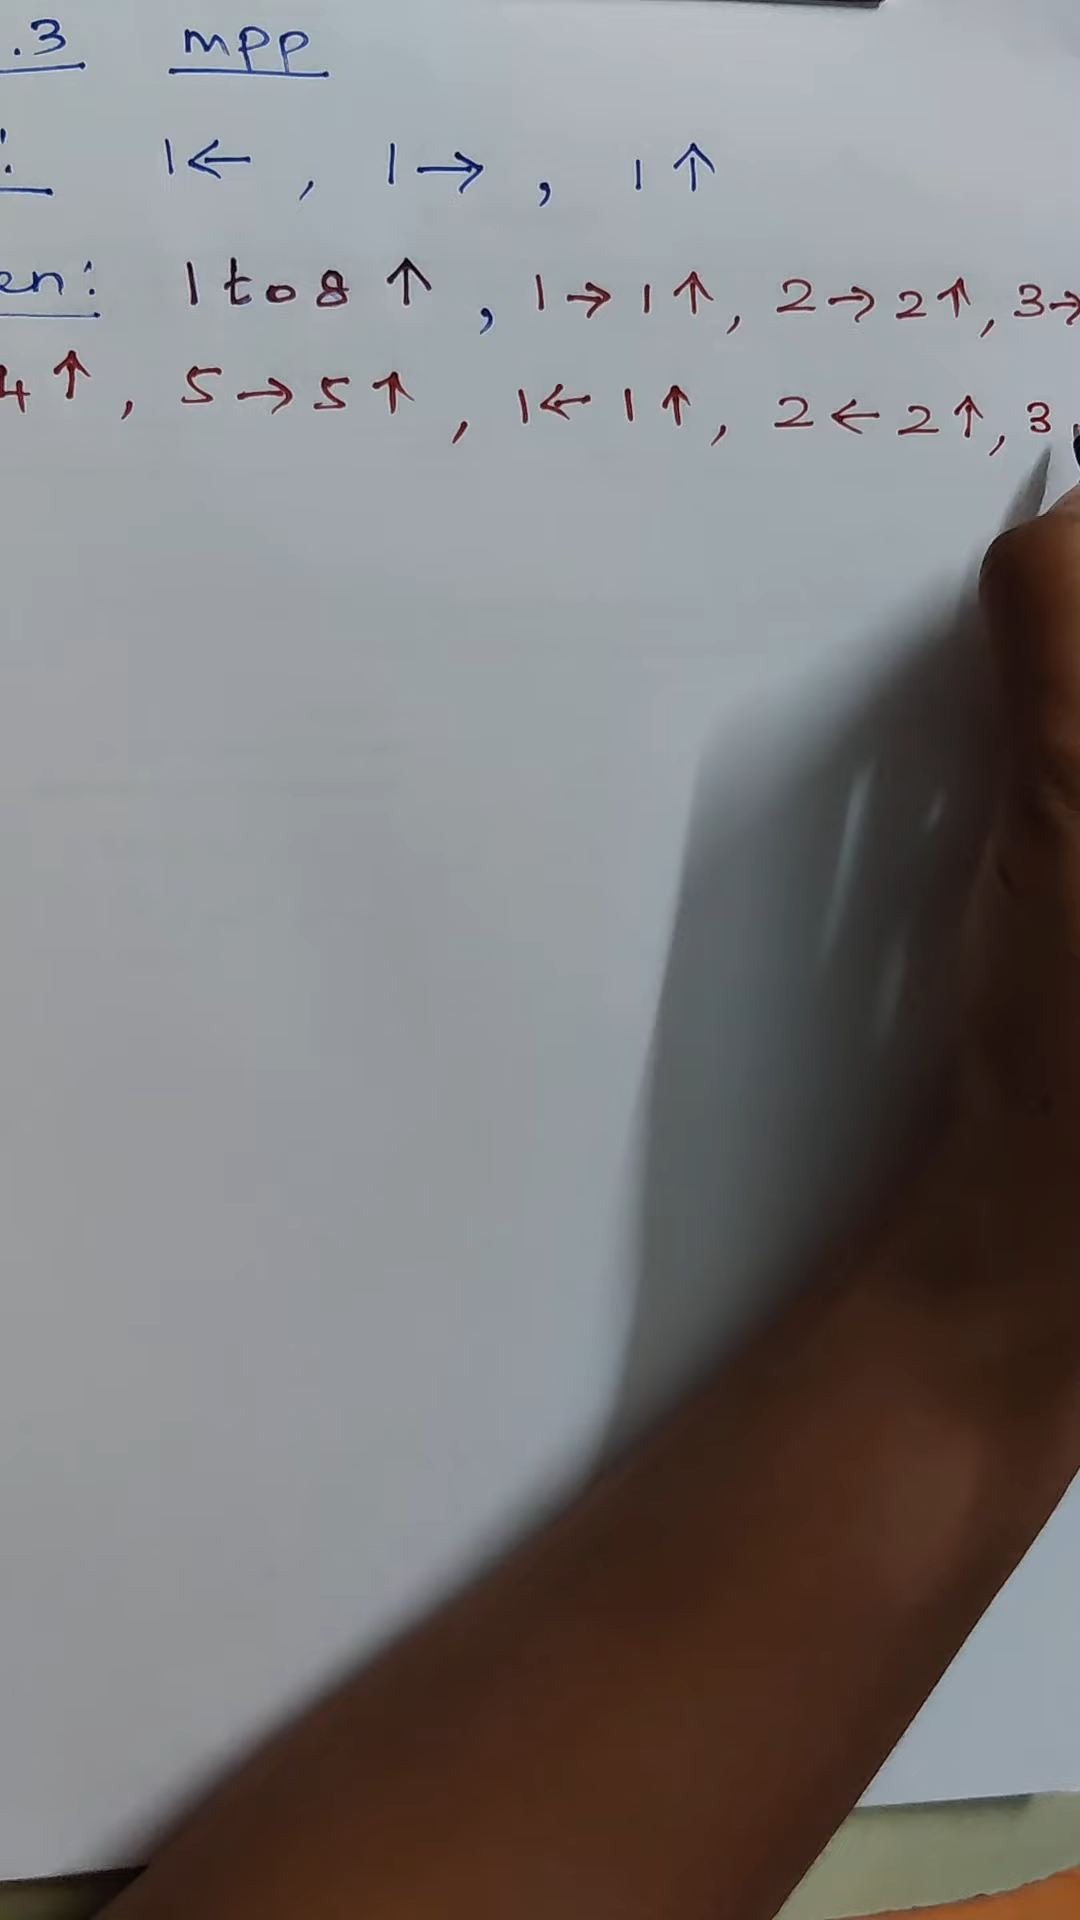 .3 mpp
: 1← , 1→ , 1↑
en: 1 to 8 ↑ , 1→1↑, 2→2↑, 3→
4↑, 5→5↑ , 1←1↑, 2←2↑, 3